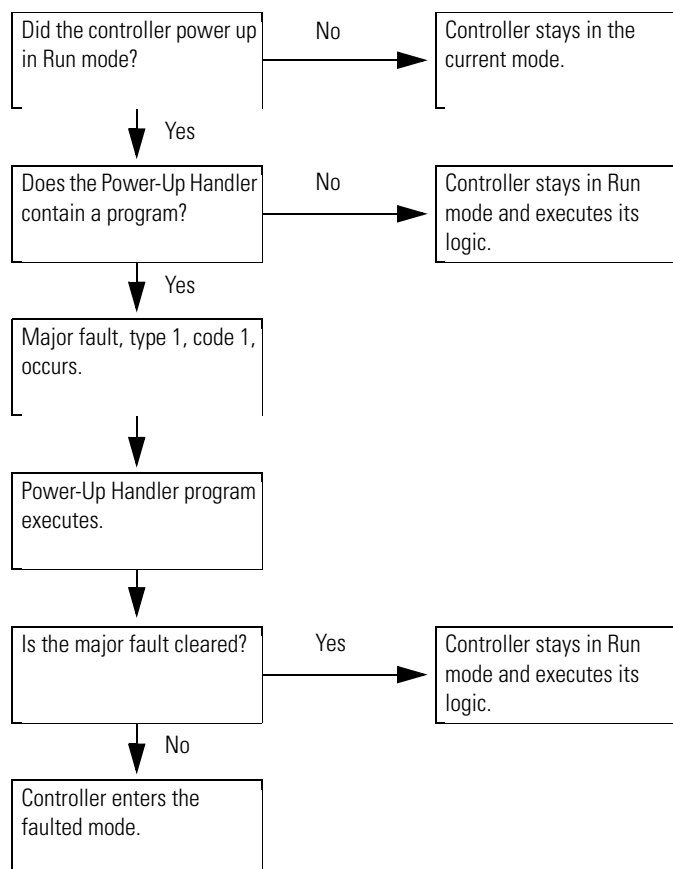 Did the controller power up
in Run mode?
No
Controller stays in the
current mode.
Yes
Does the Power-Up Handler
contain a program?
No
Controller stays in Run
mode and executes its
logic.
Yes
Major fault, type 1, code 1,
occurs.
Power-Up Handler program
executes.
Is the major fault cleared?
Yes
Controller stays in Run
mode and executes its
logic.
No
Controller enters the
faulted mode.